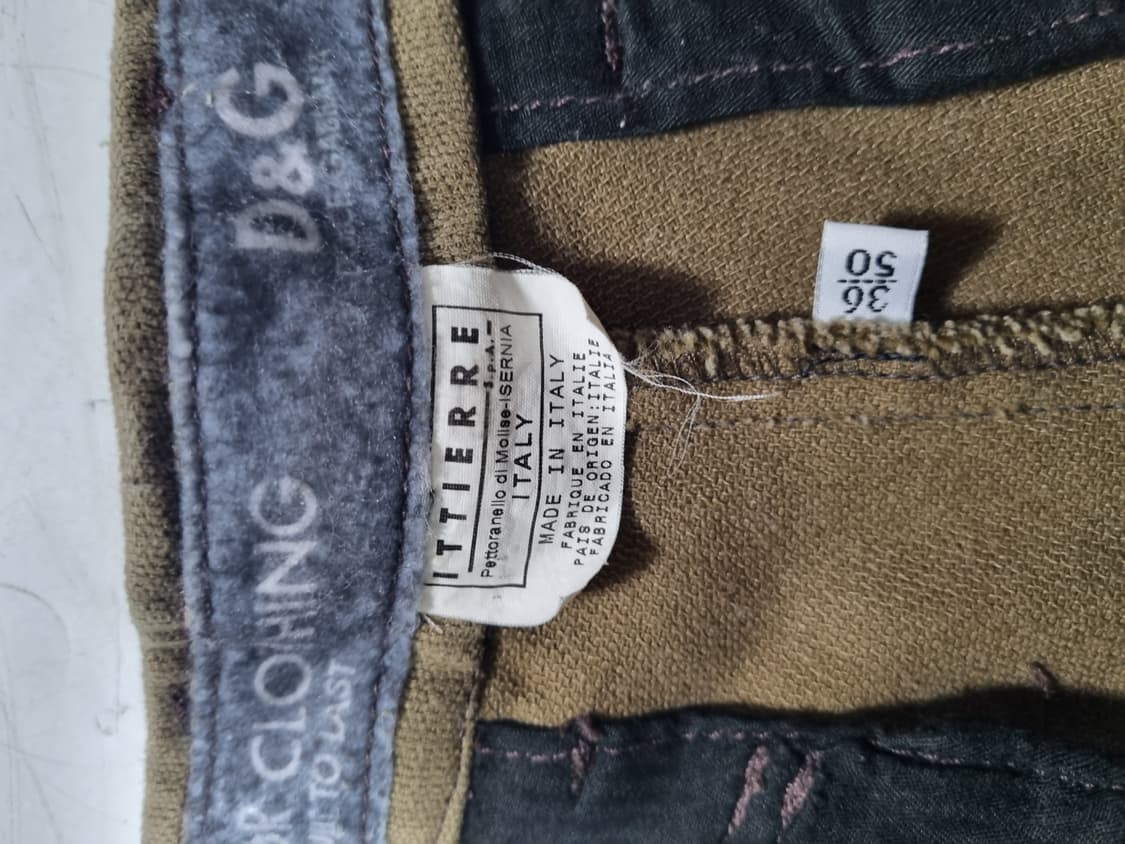 D&G
CLOTHING
TO LAST
ITTIERRE
S.p.A.
Pettoranello di Molise-ISERNIA
ITALY
MADE IN ITALY
FABRIQUE EN ITALIE
PAIS DE ORIGEN:ITALIE
FABRICADO EN ITALIA
36
50